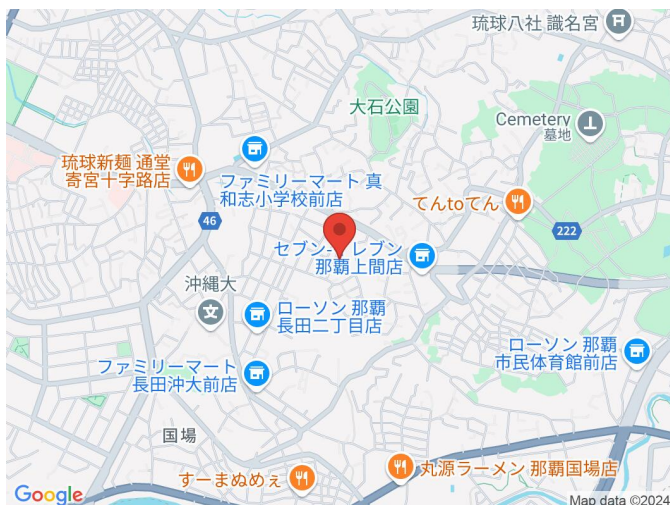 琉球八社 識名宮
大石公園
Cemetery
墓地
琉球新麺 通堂
寄宮十字路店
ファミリーマート 真
和志小学校前店
てんtoてん
46
222
セブン-イレブン
那覇上間店
沖縄大
ローソン 那覇
長田二丁目店
ローソン 那覇
市民体育館前店
ファミリーマート
長田沖大前店
国場
すーまぬめぇ
丸源ラーメン 那覇国場店
Google
Map data ©2024